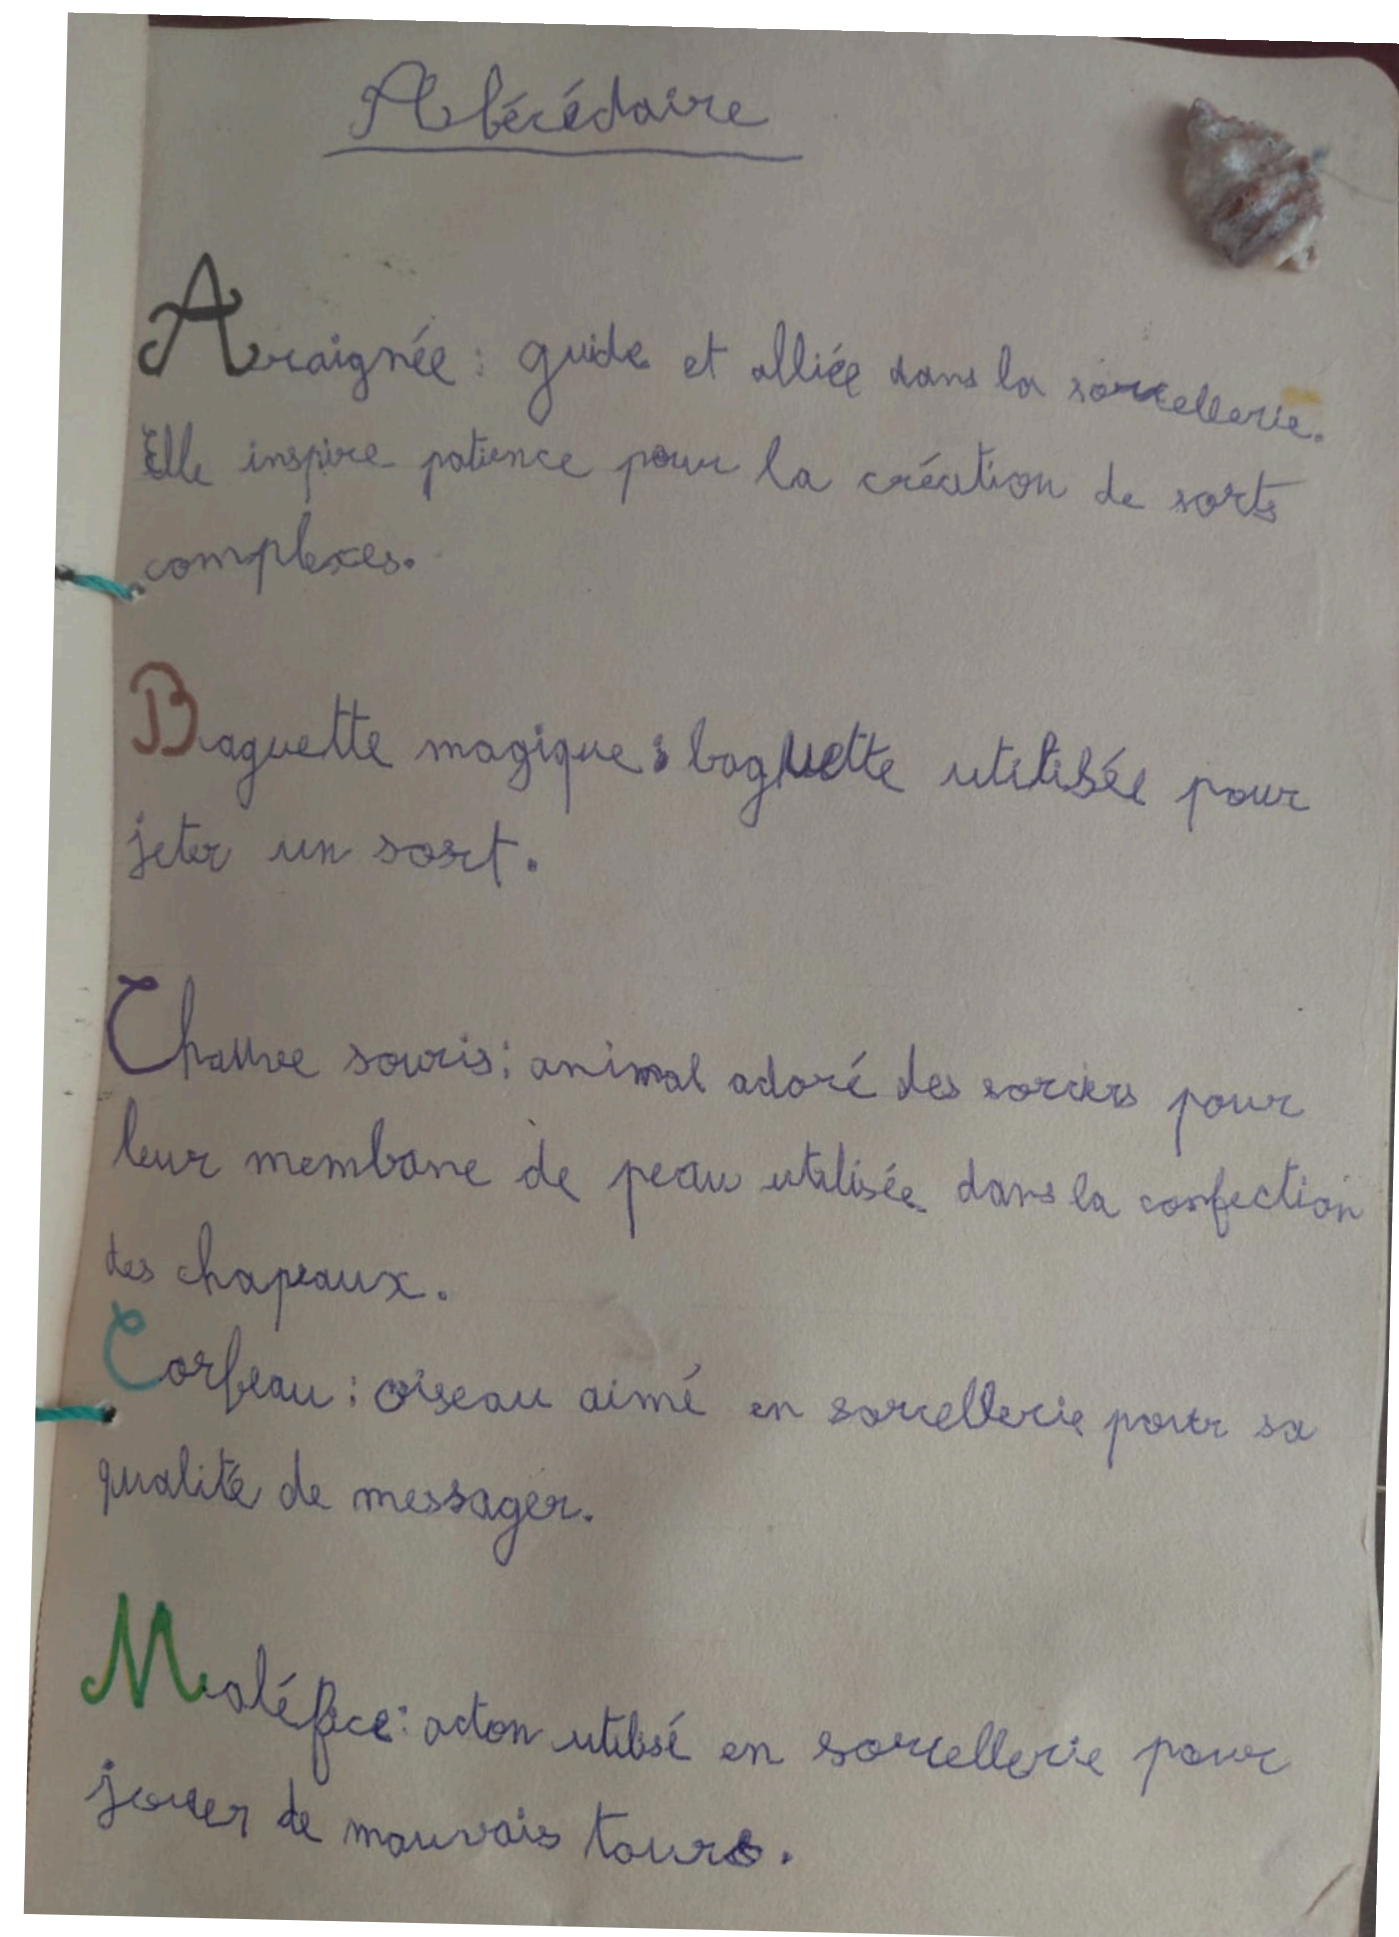 Abécédaire
Araignée : guide et alliée dans la sorcellerie.
Elle inspire patience pour la création de sorts
complexes.
Baguette magique : baguette utilisée pour
jeter un sort.
Chauve souris : animal adoré des sorciers pour
leur membane de peau utilisée dans la confection
des chapeaux.
Corbeau : oiseau aimé en sorcellerie pour sa
qualité de messager.
Maléfice : acton utilisé en sorcellerie pour
jouer de mauvais tours.